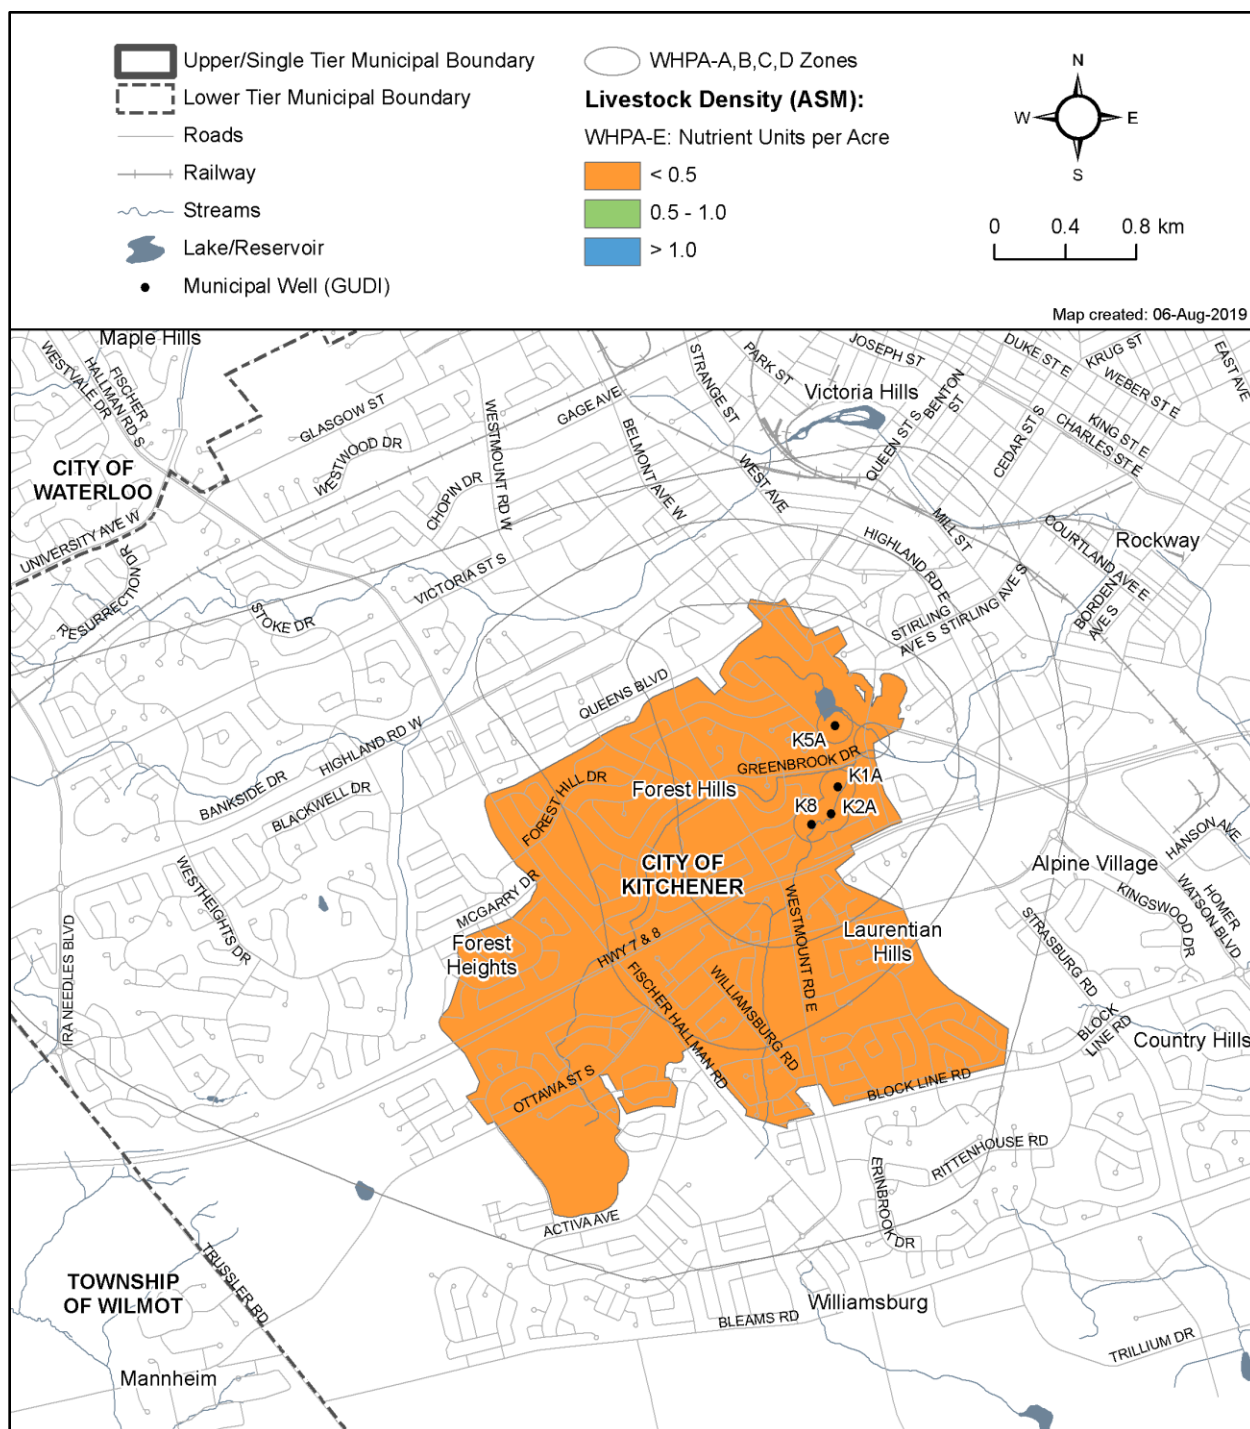 Upper/Single Tier Municipal Boundary
Lower Tier Municipal Boundary
Roads
Railway
Streams
Lake/Reservoir
Municipal Well (GUDI)
WHPA-A,B,C,D Zones
Livestock Density (ASM):
WHPA-E: Nutrient Units per Acre
< 0.5
0.5 - 1.0
> 1.0
N
W
E
S
0 0.4 0.8 km
Map created: 06-Aug-2019
Maple Hills
FISCHER
HALLMAN RD S
WESTVALE DR
GLASGOW ST
WESTWOOD DR
CHOPIN DR
WESTMOUNT RD W
GAGE AVE
BELMONT AVE W
STRANGE ST
PARK ST
WEST AVE
JOSEPH ST
Victoria Hills
QUEEN ST S
BENTON
ST
CEDAR ST S
DUKE ST E
KRUG ST
WEBER ST E
EAST AVE
KING ST E
CHARLES ST E
CITY OF
WATERLOO
UNIVERSITY AVE W
RESURRECTION DR
STOKE DR
VICTORIA ST S
MILL ST
HIGHLAND RD E
COURTLAND AVE E
Rockway
BORDEN
AVE S
STIRLING
AVE S
STIRLING AVE S
QUEENS BLVD
HIGHLAND RD W
BANKSIDE DR
BLACKWELL DR
K5A
GREENBROOK DR
K1A
K8
K2A
FOREST HILL DR
Forest Hills
CITY OF
KITCHENER
HANSON AVE
Alpine Village
KINGSWOOD DR
HOMER
WATSON BLVD
STRASBURG RD
WESTHEIGHTS DR
MCGARRY DR
Forest
Heights
HWY 7 & 8
WESTMOUNT RD E
Laurentian
Hills
FISCHER HALLMAN RD
WILLIAMSBURG RD
IRA NEEDLES BLVD
BLOCK
LINE RD
Country Hills
OTTAWA ST S
BLOCK LINE RD
RITTENHOUSE RD
ERINBROOK DR
ACTIVA AVE
TRUSSLER RD
TOWNSHIP
OF WILMOT
Williamsburg
BLEAMS RD
TRILLIUM DR
Mannheim